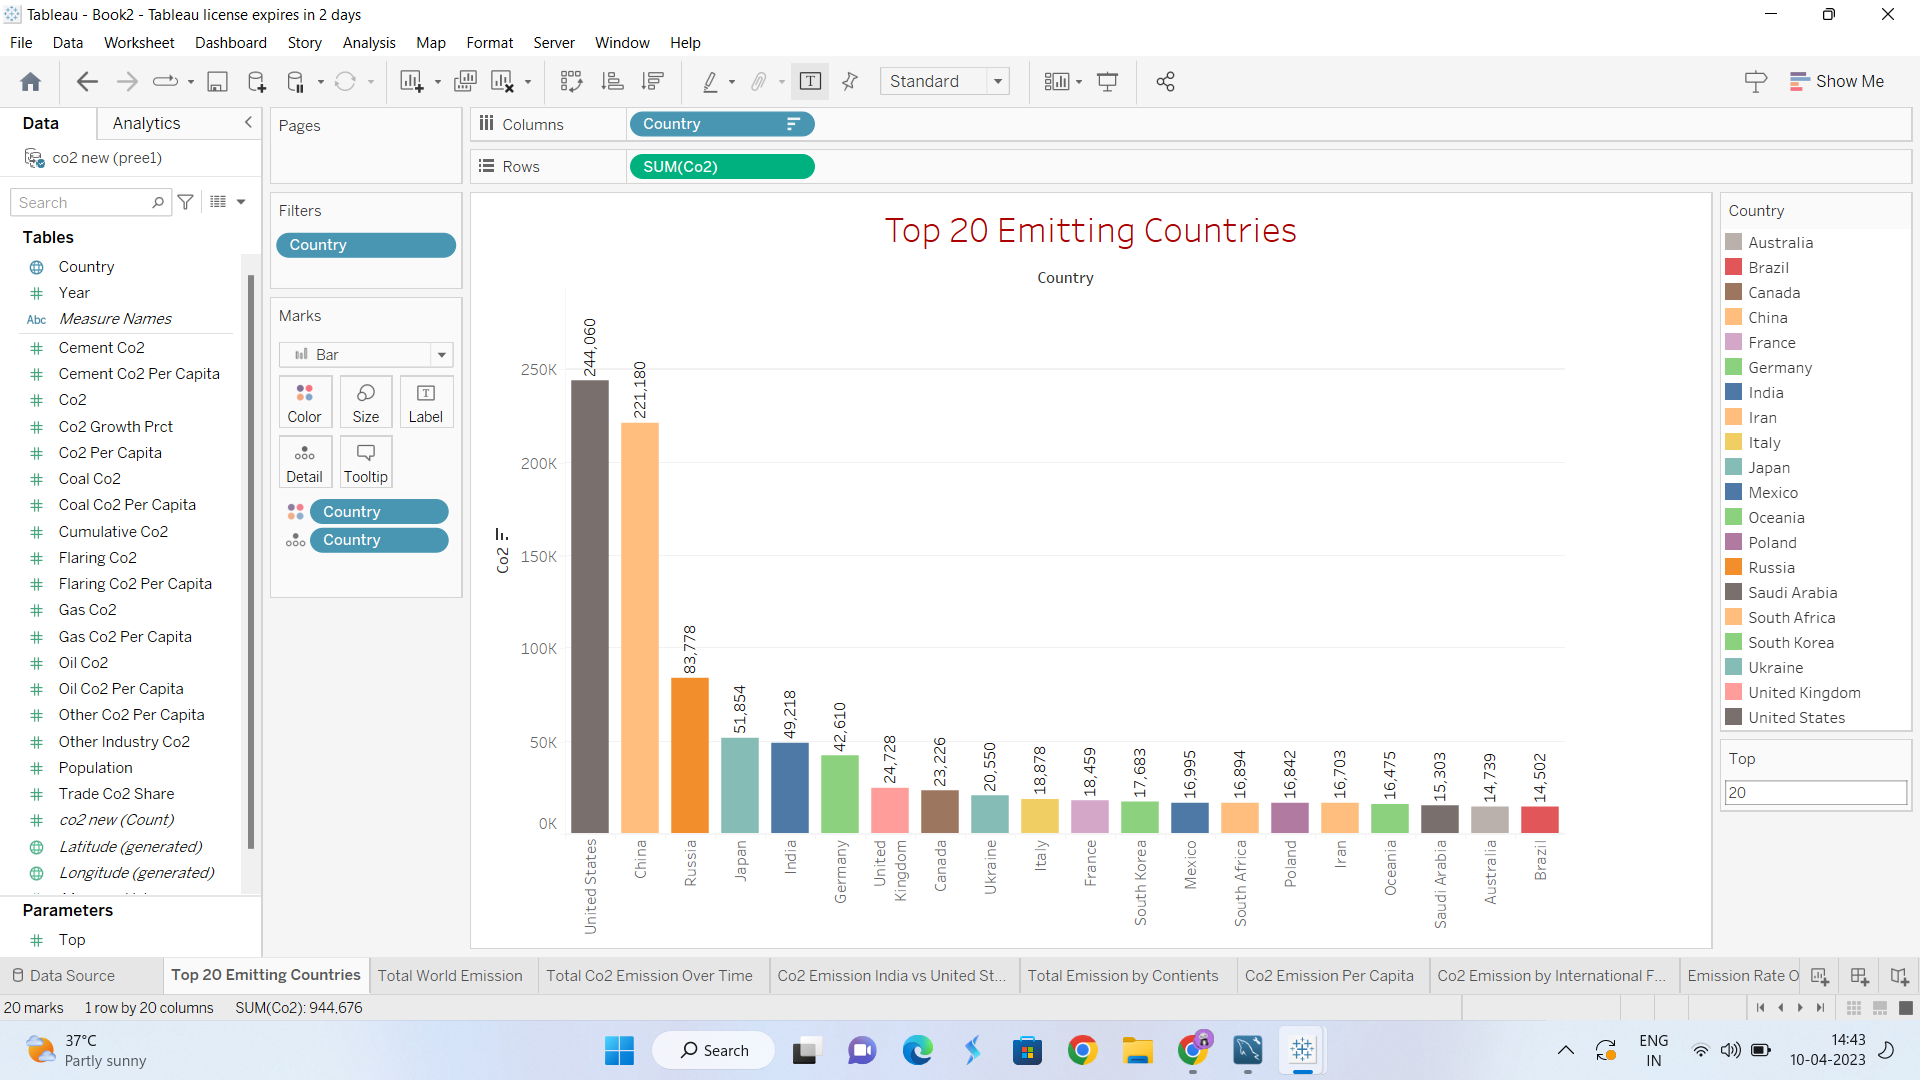 Tableau - Book2 - Tableau license expires in 2 days
File Data Worksheet Dashboard Story Analysis Map Format Server Window Help
Standard
Show Me
Data Analytics
co2 new (pree1)
Search
Tables
Country
Year
Abc Measure Names
Cement Co2
Cement Co2 Per Capita
Co2
Co2 Growth Prct
Co2 Per Capita
Coal Co2
Coal Co2 Per Capita
Cumulative Co2
Flaring Co2
Flaring Co2 Per Capita
Gas Co2
Gas Co2 Per Capita
Oil Co2
Oil Co2 Per Capita
Other Co2 Per Capita
Other Industry Co2
Population
Trade Co2 Share
co2 new (Count)
Latitude (generated)
Longitude (generated)
Parameters
Top
Pages
Filters
Country
Marks
Bar
Color Size Label
Detail Tooltip
Country
Country
Columns Country
Rows SUM(Co2)
Top 20 Emitting Countries
Country
Co2
250K
200K
150K
100K
50K
0K
244,060
221,180
83,778
51,854
49,218
42,610
24,728
23,226
20,550
18,878
18,459
17,683
16,995
16,894
16,842
16,703
16,475
15,303
14,739
14,502
United States
China
Russia
Japan
India
Germany
United
Kingdom
Canada
Ukraine
Italy
France
South Korea
Mexico
South Africa
Poland
Iran
Oceania
Saudi Arabia
Australia
Brazil
Country
Australia
Brazil
Canada
China
France
Germany
India
Iran
Italy
Japan
Mexico
Oceania
Poland
Russia
Saudi Arabia
South Africa
South Korea
Ukraine
United Kingdom
United States
Top
20
Data Source Top 20 Emitting Countries Total World Emission Total Co2 Emission Over Time Co2 Emission India vs United St... Total Emission by Contients Co2 Emission Per Capita Co2 Emission by International F... Emission Rate O
20 marks 1 row by 20 columns SUM(Co2): 944,676
37°C
Partly sunny
Search
ENG
IN
14:43
10-04-2023